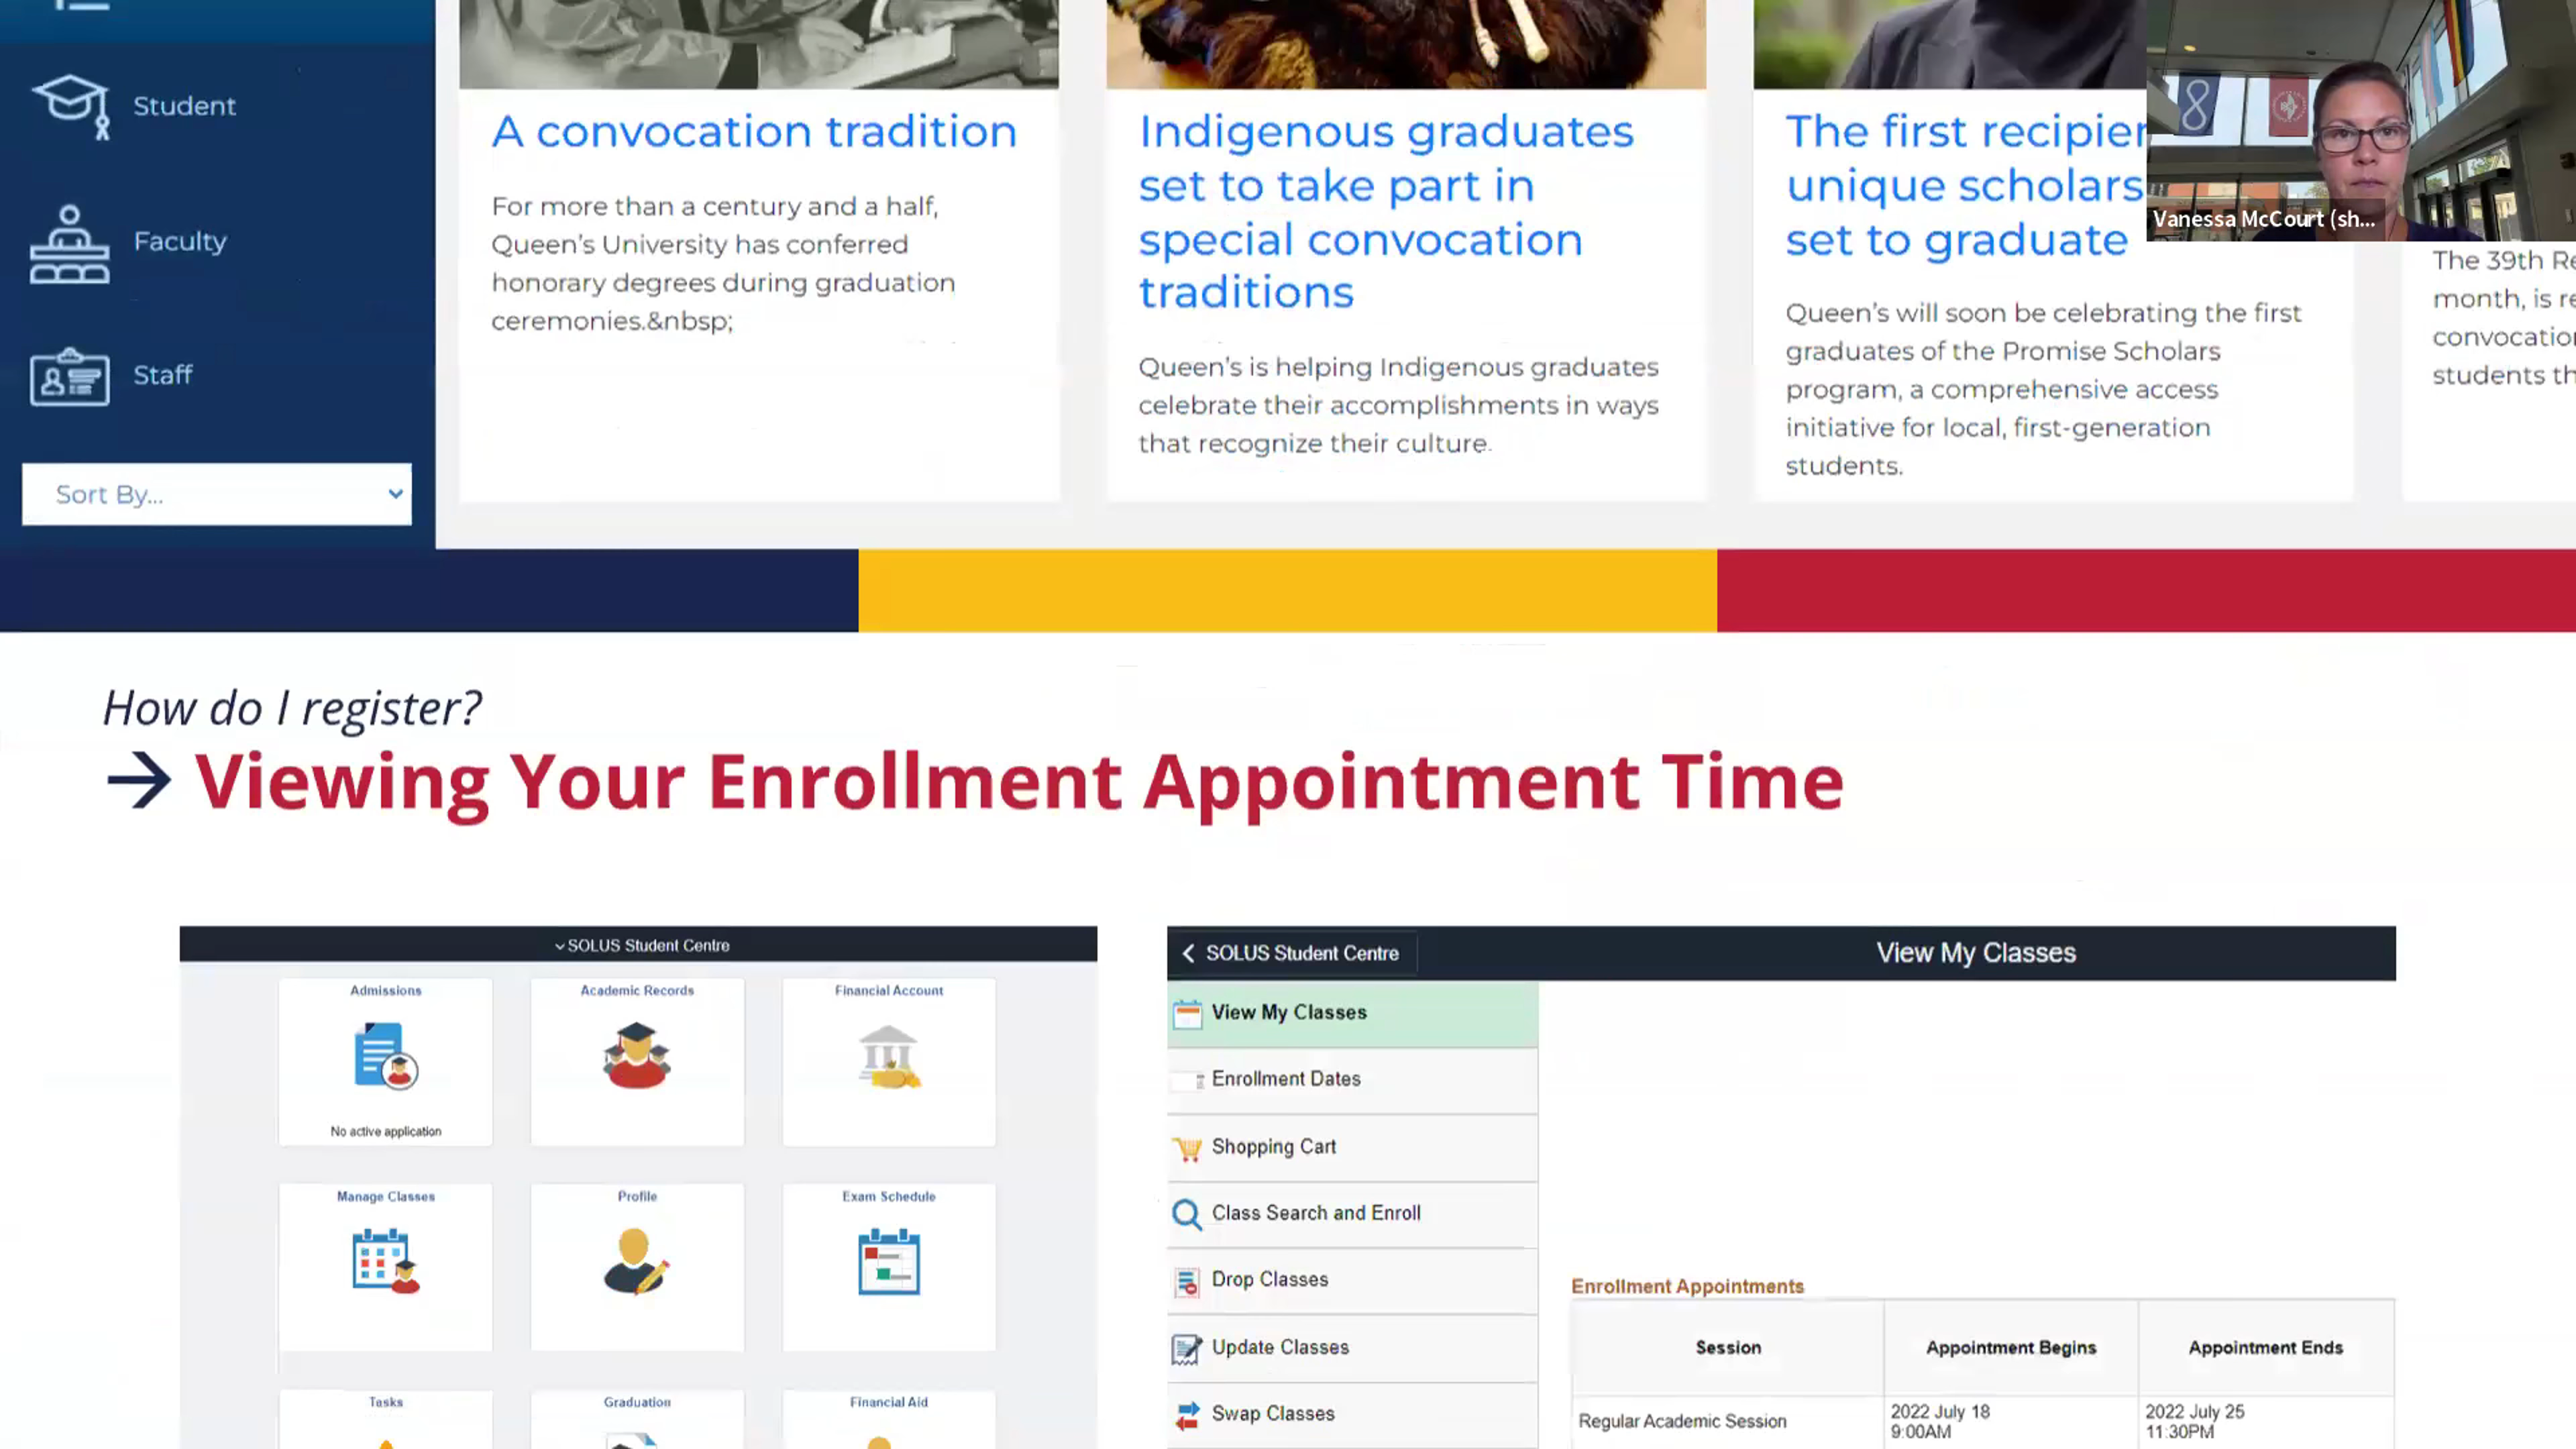 Student
Faculty
Staff
Sort By...
A convocation tradition
For more than a century and a half,
Queen's University has conferred
honorary degrees during graduation
ceremonies.&nbsp;
Indigenous graduates
set to take part in
special convocation
traditions
Queen's is helping Indigenous graduates
celebrate their accomplishments in ways
that recognize their culture.
The first
unique
set to graduate
Queen's will soon be celebrating the first
graduates of the Promise Scholars
program, a comprehensive access
initiative for local, first-generation
students.
The 39th
month, is
students
Vanessa McCourt (sh...
How do I register?
→ Viewing Your Enrollment Appointment Time
SOLUS Student Centre
Admissions
Academic Records
Financial Account
No active application
Manage Classes
Profile
Exam Schedule
Tasks
Graduation
Financial Aid
SOLUS Student Centre
View My Classes
View My Classes
Enrollment Dates
Shopping Cart
Class Search and Enroll
Drop Classes
Update Classes
Swap Classes
Enrollment Appointments
Session
Appointment Begins
Appointment Ends
Regular Academic Session
2022 July 18
9:00AM
2022 July 25
11:30PM